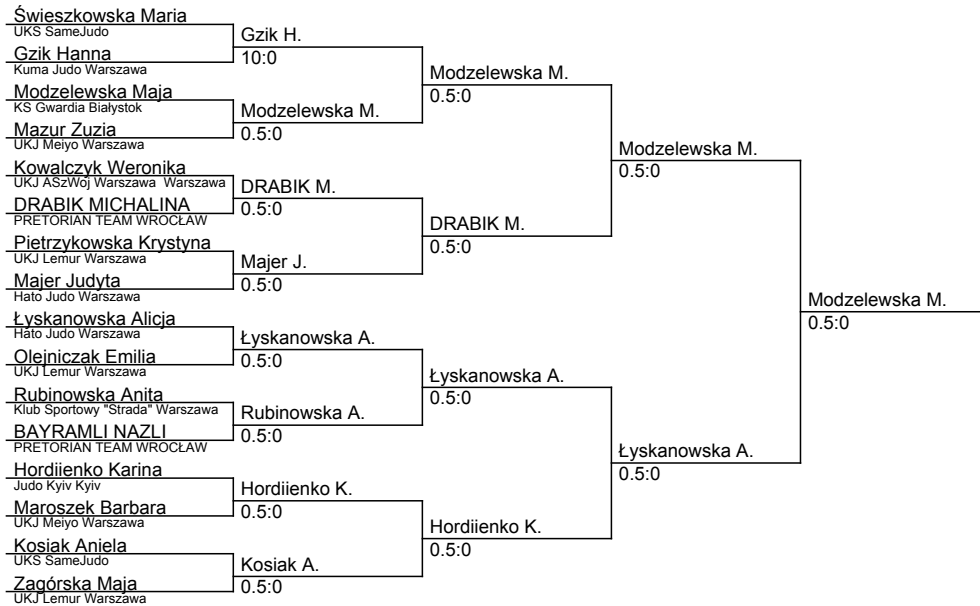 Świeszkowska Maria
UKS SameJudo
Gzik Hanna
Kuma Judo Warszawa
Modzelewska Maja
KS Gwardia Białystok
Mazur Zuzia
UKJ Meiyo Warszawa
Kowalczyk Weronika
UKJ ASzWoj Warszawa  Warszawa
DRABIK MICHALINA
PRETORIAN TEAM WROCŁAW
Pietrzykowska Krystyna
UKJ Lemur Warszawa
Majer Judyta
Hato Judo Warszawa
Łyskanowska Alicja
Hato Judo Warszawa
Olejniczak Emilia
UKJ Lemur Warszawa
Rubinowska Anita
Klub Sportowy "Strada" Warszawa
BAYRAMLI NAZLI
PRETORIAN TEAM WROCŁAW
Hordiienko Karina
Judo Kyiv Kyiv
Maroszek Barbara
UKJ Meiyo Warszawa
Kosiak Aniela
UKS SameJudo
Zagórska Maja
UKJ Lemur Warszawa
Gzik H.
10:0
Modzelewska M.
0.5:0
DRABIK M.
0.5:0
Majer J.
0.5:0
Łyskanowska A.
0.5:0
Rubinowska A.
0.5:0
Hordiienko K.
0.5:0
Kosiak A.
0.5:0
Modzelewska M.
0.5:0
DRABIK M.
0.5:0
Łyskanowska A.
0.5:0
Hordiienko K.
0.5:0
Modzelewska M.
0.5:0
Łyskanowska A.
0.5:0
Modzelewska M.
0.5:0